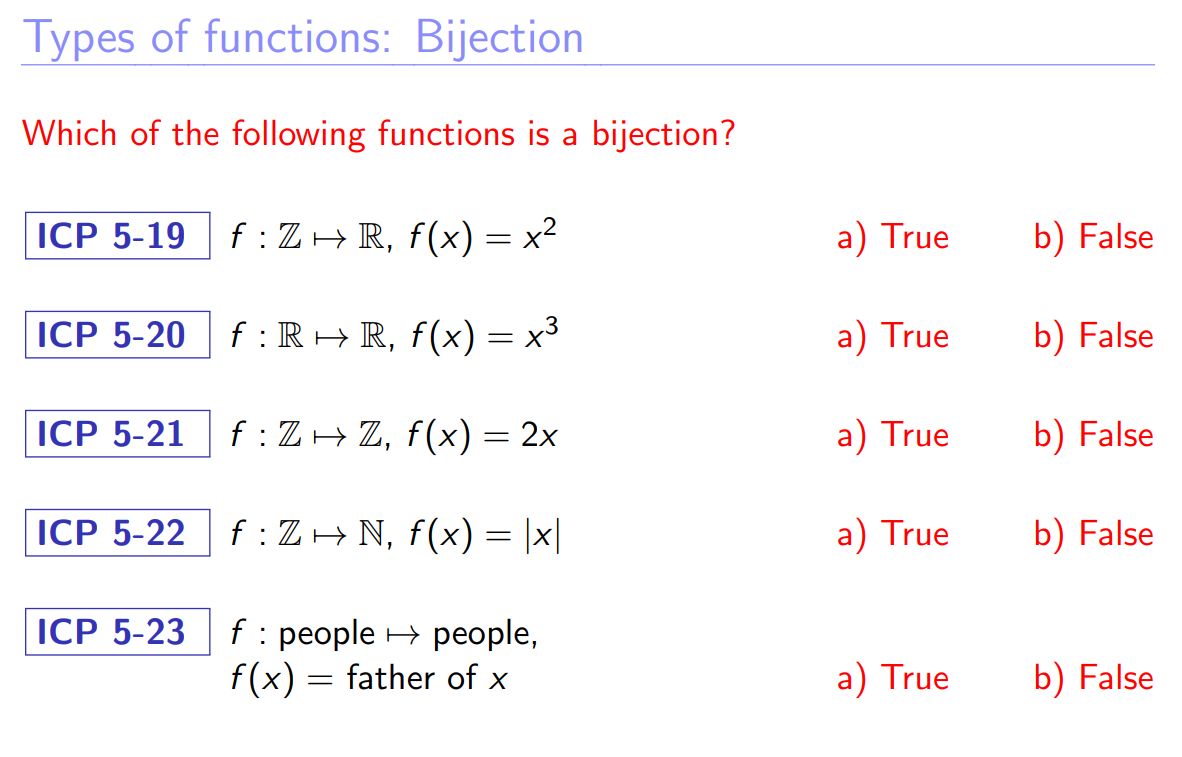 Types of functions: Bijection
Which of the following functions is a bijection?
ICP 5-19 f : ℤ ↦ ℝ, f(x) = x² a) True b) False
ICP 5-20 f : ℝ ↦ ℝ, f(x) = x³ a) True b) False
ICP 5-21 f : ℤ ↦ ℤ, f(x) = 2x a) True b) False
ICP 5-22 f : ℤ ↦ ℕ, f(x) = |x| a) True b) False
ICP 5-23 f : people ↦ people,
f(x) = father of x a) True b) False